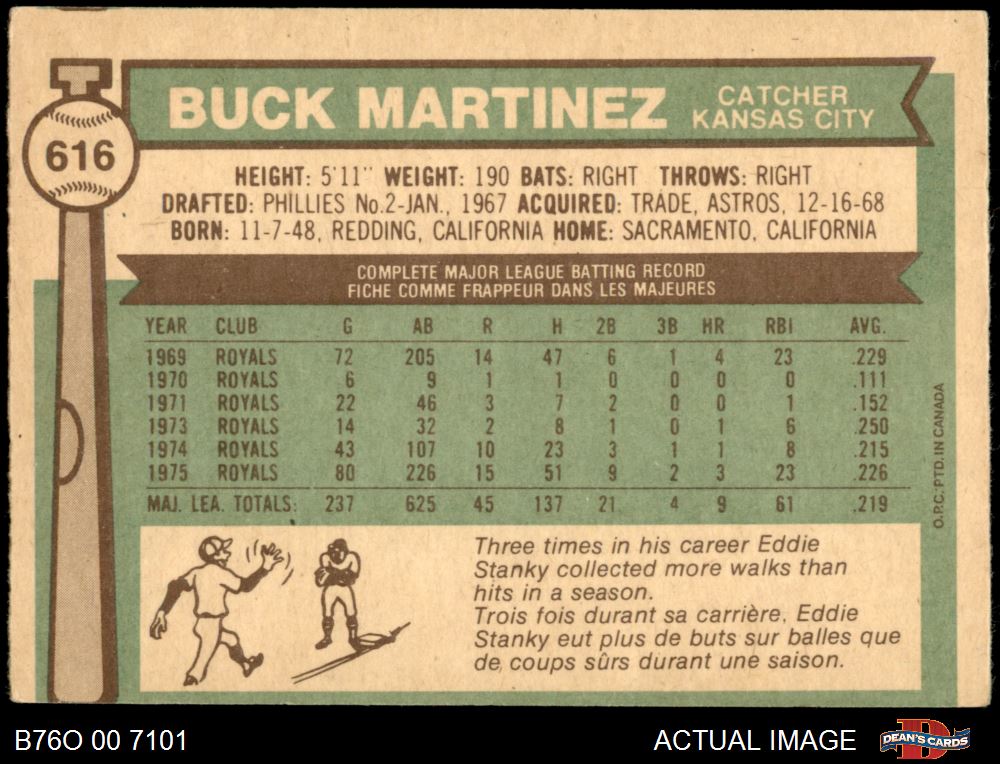 616
BUCK MARTINEZ
CATCHER
KANSAS CITY
HEIGHT: 5'11" WEIGHT: 190 BATS: RIGHT THROWS: RIGHT
DRAFTED: PHILLIES No.2-JAN., 1967 ACQUIRED: TRADE, ASTROS, 12-16-68
BORN: 11-7-48, REDDING, CALIFORNIA HOME: SACRAMENTO, CALIFORNIA
COMPLETE MAJOR LEAGUE BATTING RECORD
FICHE COMME FRAPPEUR DANS LES MAJEURES
YEAR CLUB G AB R H 2B 3B HR RBI AVG.
1969 ROYALS 72 205 14 47 6 1 4 23 .229
1970 ROYALS 6 9 1 1 0 0 0 0 .111
1971 ROYALS 22 46 3 7 2 0 0 1 .152
1973 ROYALS 14 32 2 8 1 0 1 6 .250
1974 ROYALS 43 107 10 23 3 1 1 8 .215
1975 ROYALS 80 226 15 51 9 2 3 23 .226
MAJ. LEA. TOTALS: 237 625 45 137 21 4 9 61 .219
O.P.C. PTD. IN CANADA
Three times in his career Eddie
Stanky collected more walks than
hits in a season.
Trois fois durant sa carrière, Eddie
Stanky eut plus de buts sur balles que
de coups sûrs durant une saison.
B76O 00 7101
ACTUAL IMAGE
D
DEAN'S CARDS